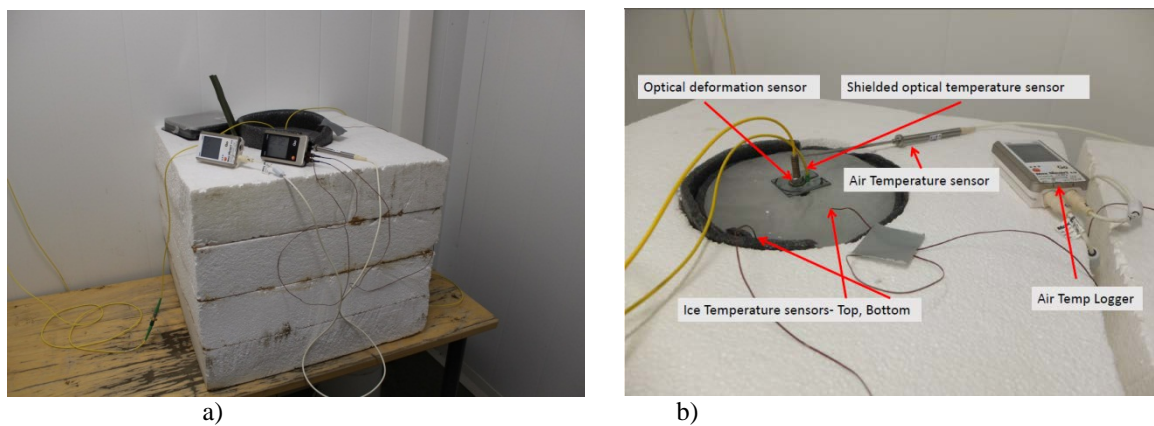 Optical deformation sensor
Shielded optical temperature sensor
Air Temperature sensor
Ice Temperature sensors- Top, Bottom
Air Temp Logger
a)
b)